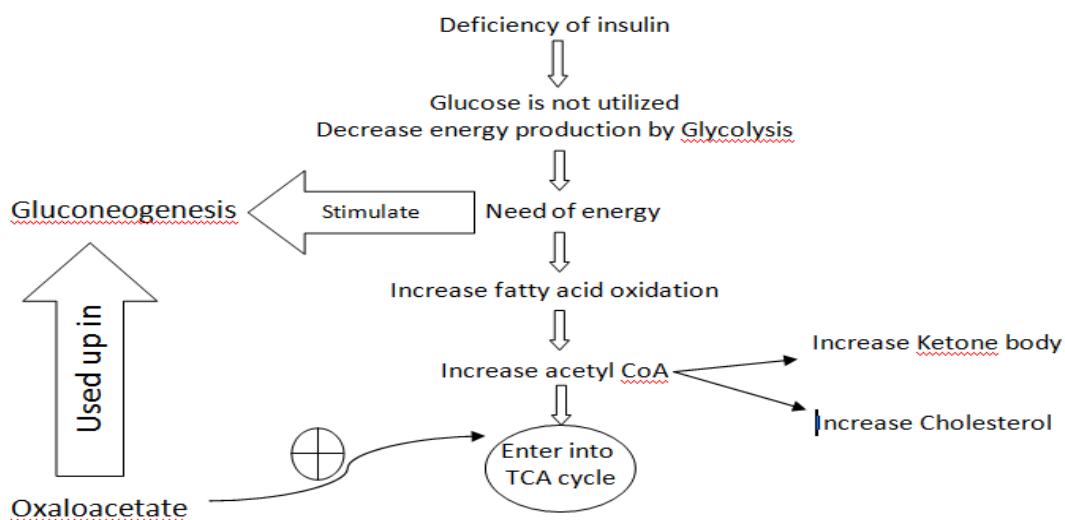 Deficiency of insulin
Glucose is not utilized
Decrease energy production by Glycolysis
Gluconeogenesis
Stimulate
Need of energy
Increase fatty acid oxidation
Used up in
Increase acetyl CoA
Increase Ketone body
Increase Cholesterol
Enter into
TCA cycle
Oxaloacetate